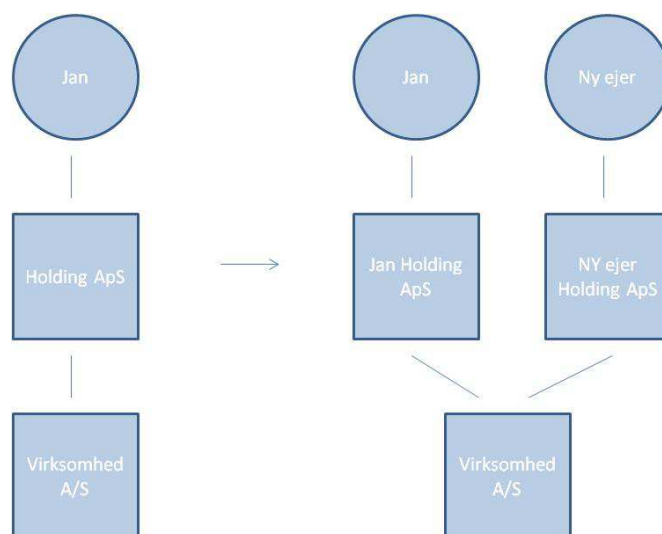 Jan
Jan
Ny ejer
Holding ApS
Jan Holding
ApS
NY ejer
Holding ApS
Virksomhed
A/S
Virksomhed
A/S